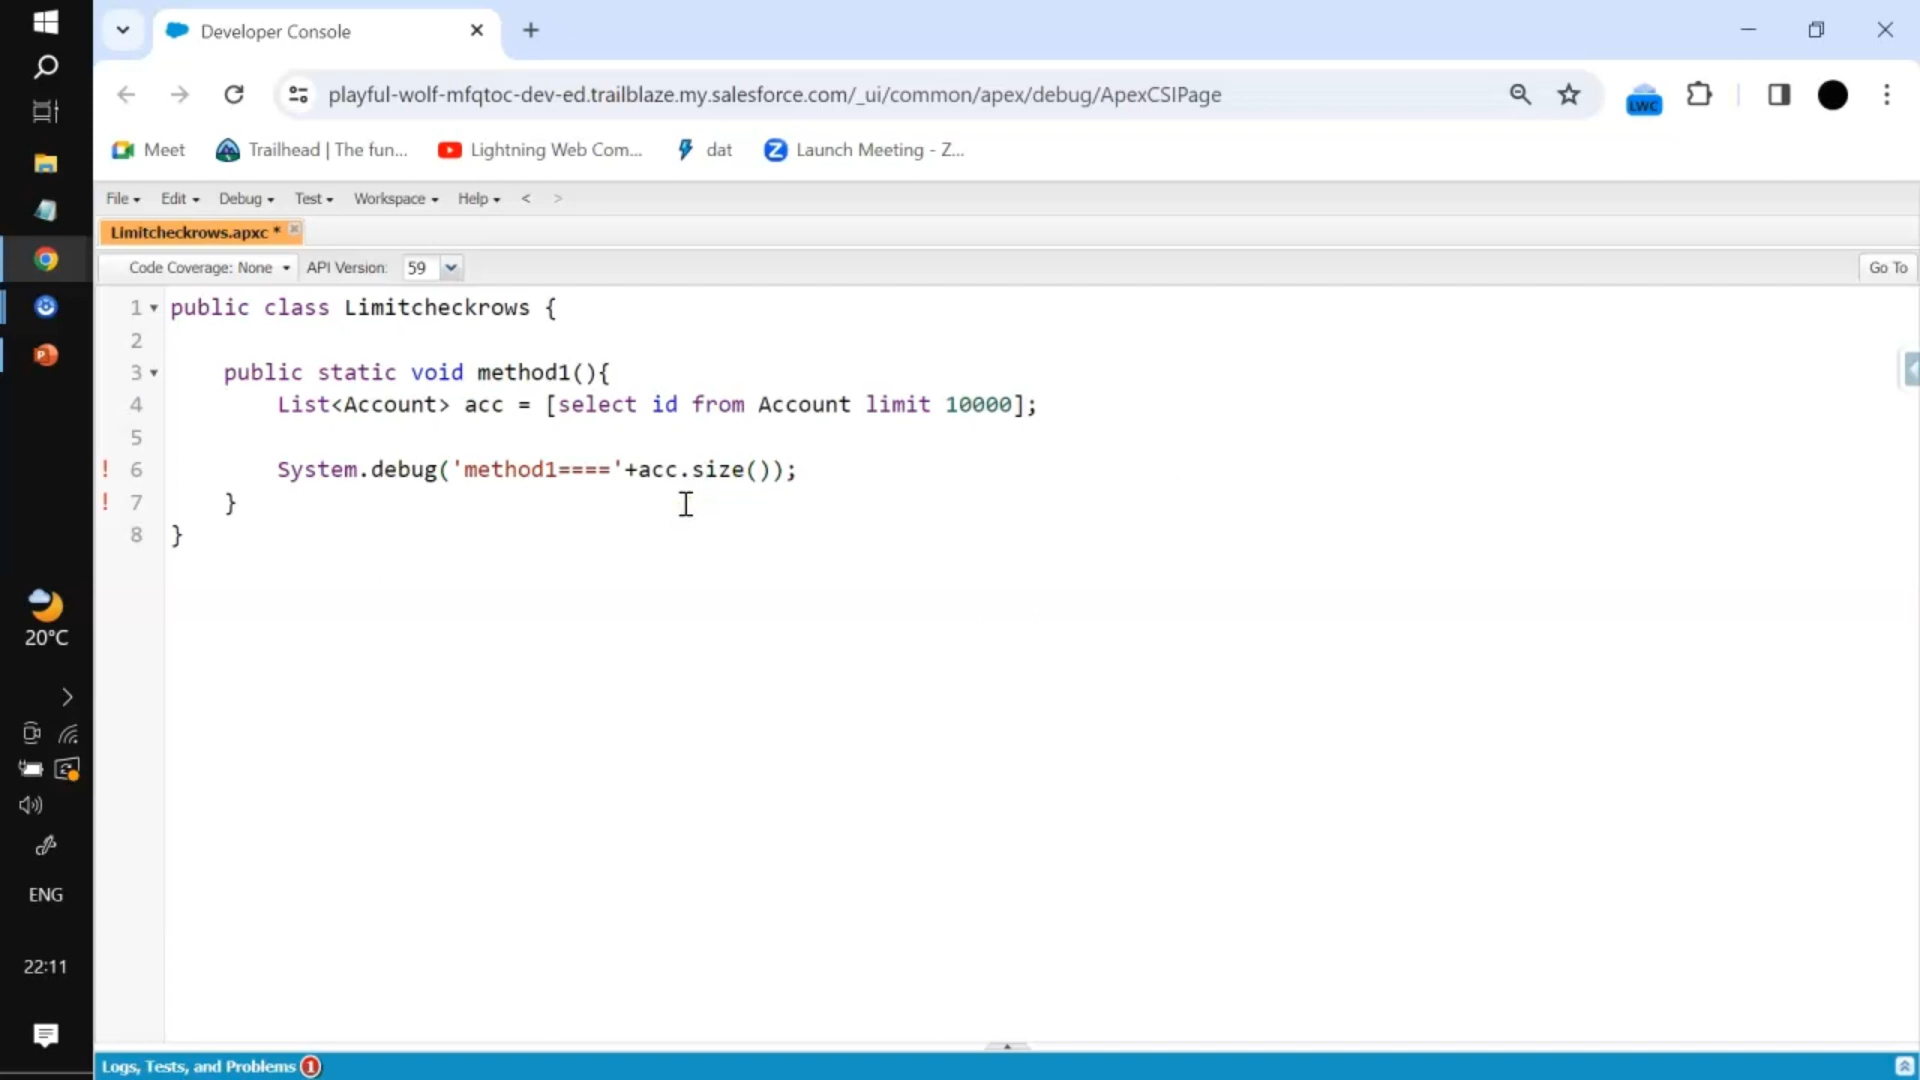 Developer Console
playful-wolf-mfqtoc-dev-ed.trailblaze.my.salesforce.com/_ui/common/apex/debug/ApexCSIPage
LWC
Meet
Trailhead | The fun...
Lightning Web Com...
dat
Launch Meeting - Z...
File
Edit
Debug
Test
Workspace
Help
<
>
Limitcheckrows.apxc *
Code Coverage: None
API Version:
59
Go To
1 public class Limitcheckrows {
2
3 public static void method1(){
4 List<Account> acc = [select id from Account limit 10000];
5
! 6 System.debug('method1===='+acc.size());
! 7 }
8 }
20°C
ENG
22:11
Logs, Tests, and Problems 1